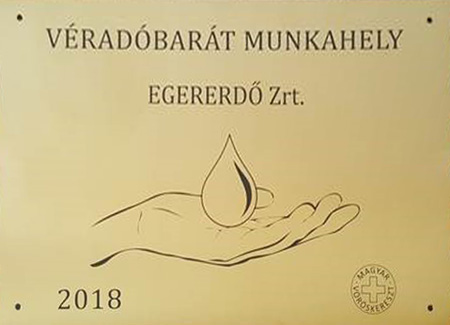 VÉRADÓBARÁT MUNKAHELY
EGERERDŐ Zrt.
2018
MAGYAR
VÖRÖSKERESZT